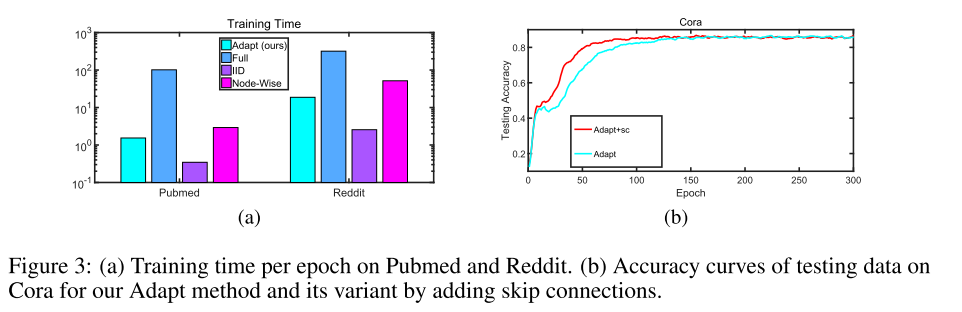 Training Time
10^3
10^2
10^1
10^0
10^-1
Adapt (ours)
Full
IID
Node-Wise
Pubmed
Reddit
(a)
Cora
Testing Accuracy
0.8
0.6
0.4
0.2
Adapt+sc
Adapt
0 50 100 150 200 250 300
Epoch
(b)
Figure 3: (a) Training time per epoch on Pubmed and Reddit. (b) Accuracy curves of testing data on
Cora for our Adapt method and its variant by adding skip connections.